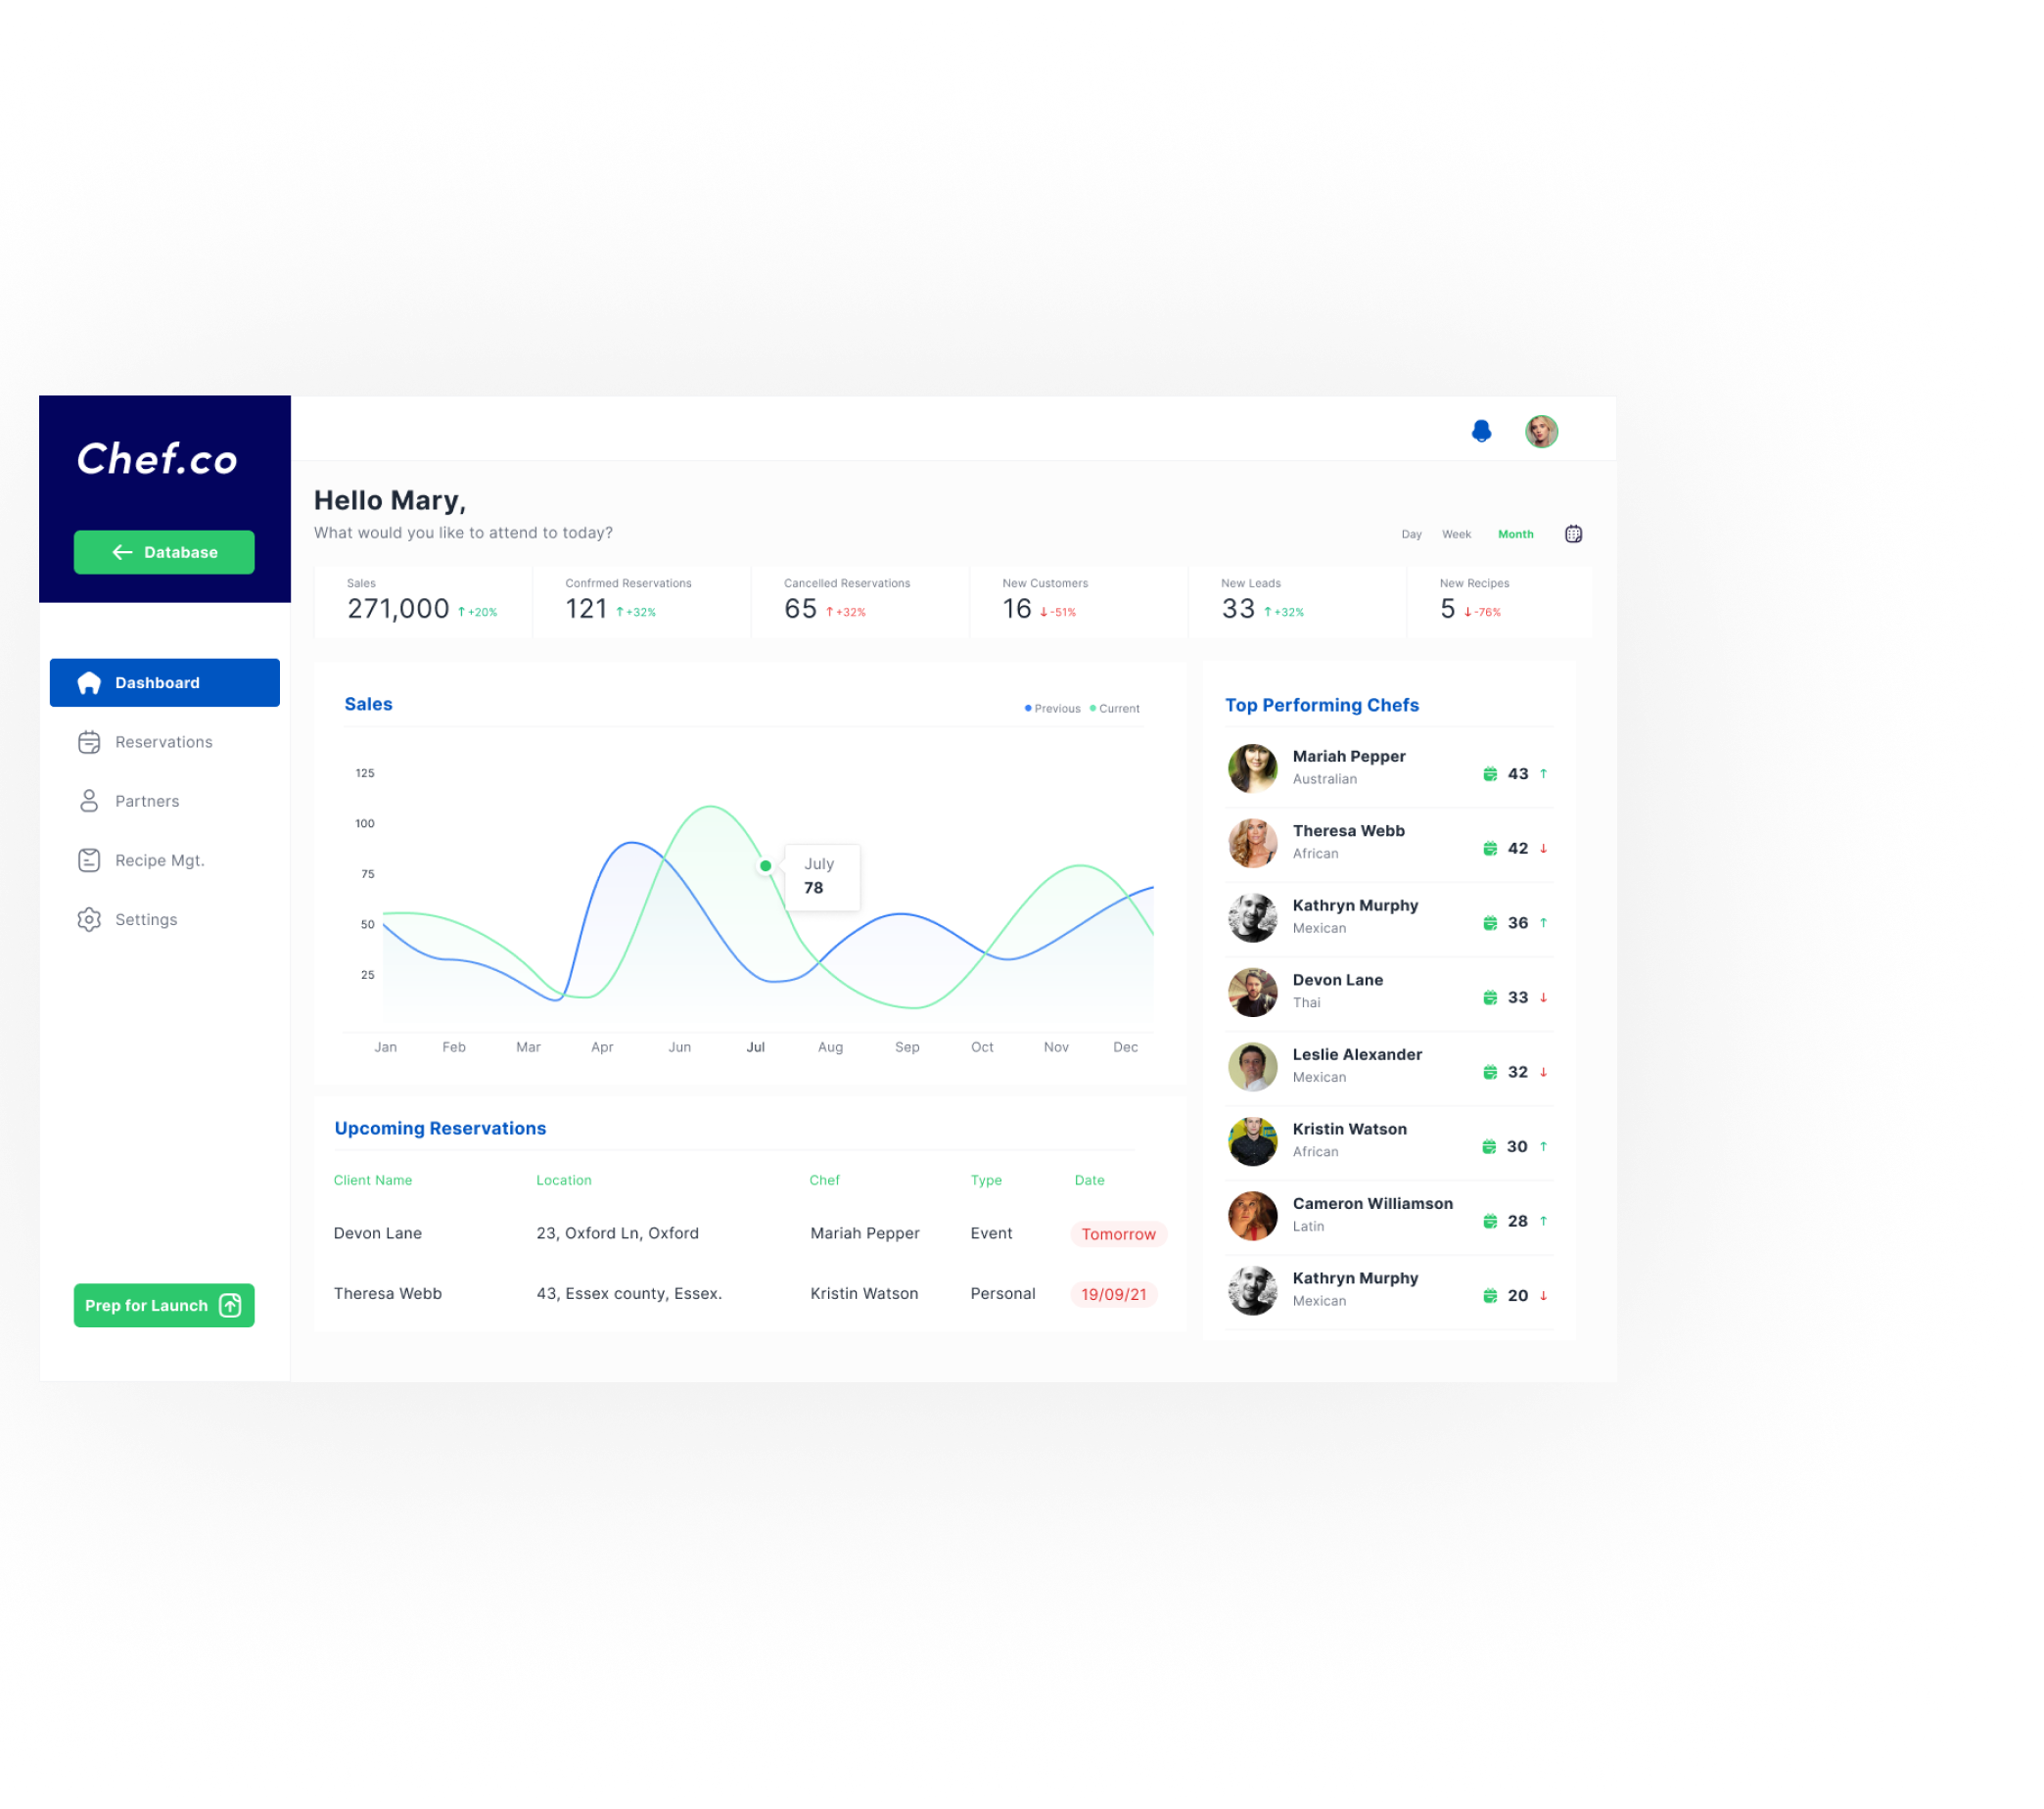 Chef.co
Database
Dashboard
Reservations
Partners
Recipe Mgt.
Settings
Prep for Launch
Hello Mary,
What would you like to attend to today?
Day Week Month
Sales
271,000 ↑+20%
Confrmed Reservations
121 ↑+32%
Cancelled Reservations
65 ↑+32%
New Customers
16 ↓-51%
New Leads
33 ↑+32%
New Recipes
5 ↓-76%
Sales
Previous Current
125
100
75
50
25
July
78
Jan Feb Mar Apr Jun Jul Aug Sep Oct Nov Dec
Upcoming Reservations
Client Name Location Chef Type Date
Devon Lane 23, Oxford Ln, Oxford Mariah Pepper Event Tomorrow
Theresa Webb 43, Essex county, Essex. Kristin Watson Personal 19/09/21
Top Performing Chefs
Mariah Pepper
Australian
43 ↑
Theresa Webb
African
42 ↓
Kathryn Murphy
Mexican
36 ↑
Devon Lane
Thai
33 ↓
Leslie Alexander
Mexican
32 ↓
Kristin Watson
African
30 ↑
Cameron Williamson
Latin
28 ↑
Kathryn Murphy
Mexican
20 ↓